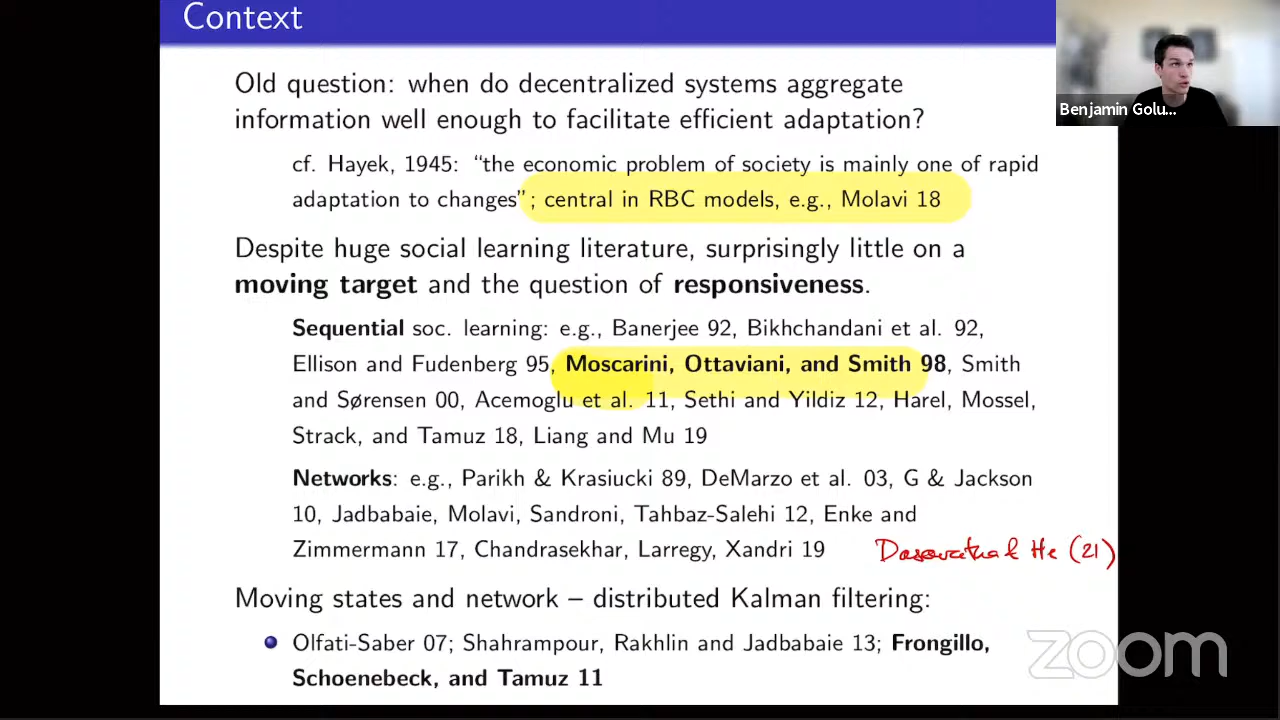 Context
Benjamin Golu...
Old question: when do decentralized systems aggregate
information well enough to facilitate efficient adaptation?
cf. Hayek, 1945: “the economic problem of society is mainly one of rapid
adaptation to changes”; central in RBC models, e.g., Molavi 18
Despite huge social learning literature, surprisingly little on a
moving target and the question of responsiveness.
Sequential soc. learning: e.g., Banerjee 92, Bikhchandani et al. 92,
Ellison and Fudenberg 95, Moscarini, Ottaviani, and Smith 98, Smith
and Sørensen 00, Acemoglu et al. 11, Sethi and Yildiz 12, Harel, Mossel,
Strack, and Tamuz 18, Liang and Mu 19
Networks: e.g., Parikh & Krasiucki 89, DeMarzo et al. 03, G & Jackson
10, Jadbabaie, Molavi, Sandroni, Tahbaz-Salehi 12, Enke and
Zimmermann 17, Chandrasekhar, Larregy, Xandri 19
He (21)
Moving states and network – distributed Kalman filtering:
Olfati-Saber 07; Shahrampour, Rakhlin and Jadbabaie 13; Frongillo,
Schoenebeck, and Tamuz 11
zoom